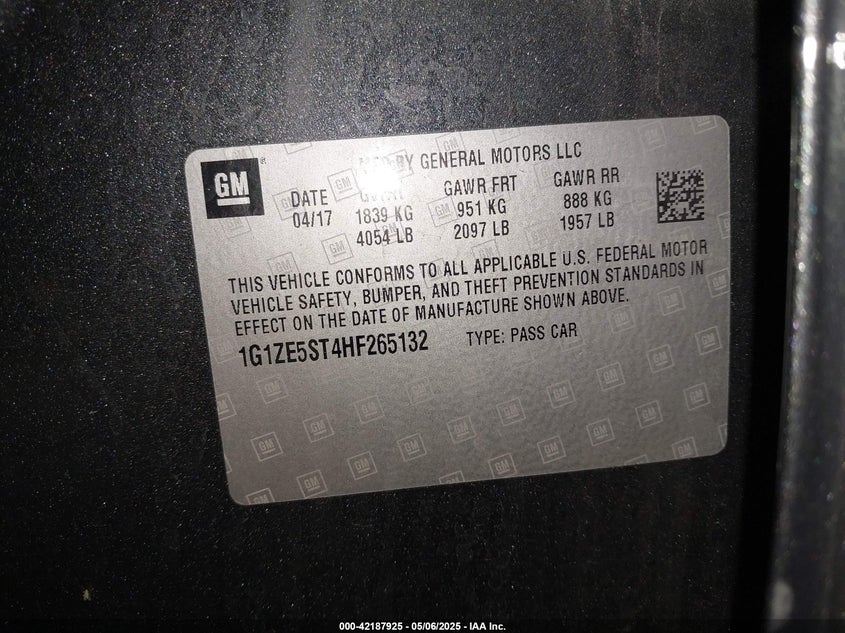 GM
MFD BY GENERAL MOTORS LLC
DATE GAWR FRT GAWR RR
04/17 1839 KG 951 KG 888 KG
4054 LB 2097 LB 1957 LB
THIS VEHICLE CONFORMS TO ALL APPLICABLE U.S. FEDERAL MOTOR
VEHICLE SAFETY, BUMPER, AND THEFT PREVENTION STANDARDS IN
EFFECT ON THE DATE OF MANUFACTURE SHOWN ABOVE.
1G1ZE5ST4HF265132 TYPE: PASS CAR
000-42187925 - 05/06/2025 - IAA Inc.